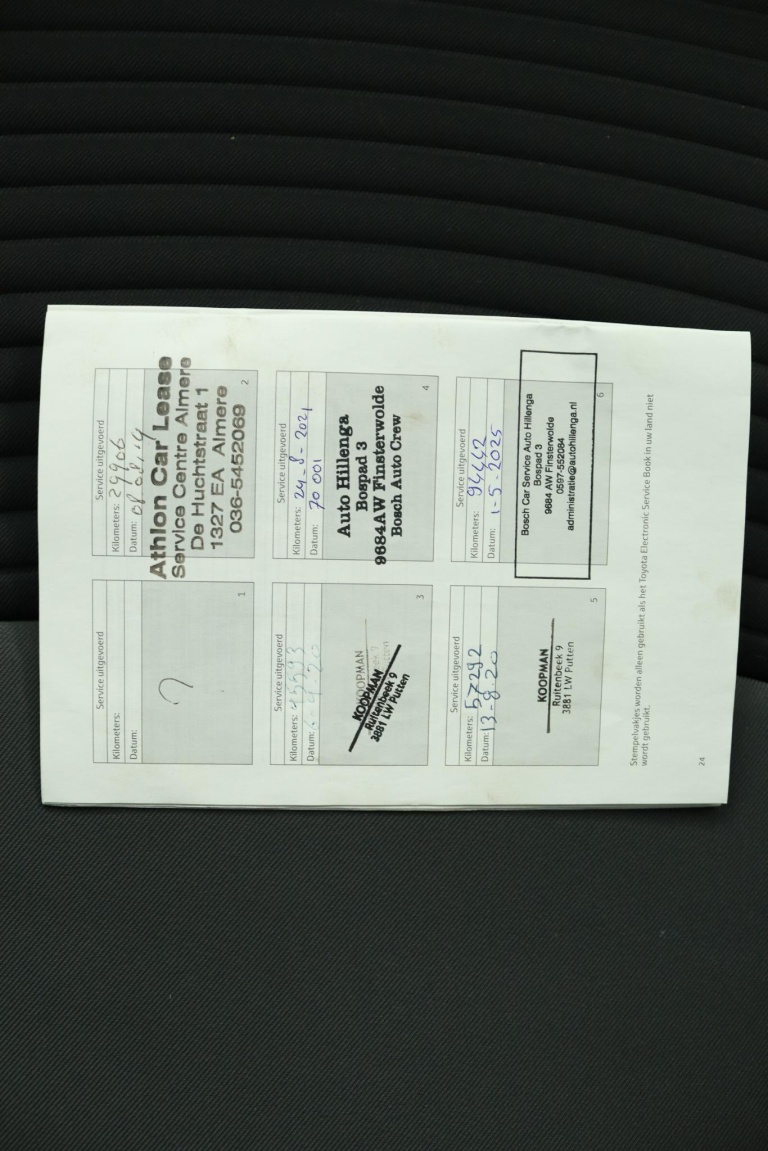 Service uitgevoerd
Kilometers:
Datum:
?
1
Service uitgevoerd
Kilometers: 29906
Datum:
2
Athlon Car Lease
Service Centre Almere
De Huchtstraat 1
1327 EA Almere
036-5452069
Service uitgevoerd
Kilometers:
Datum:
3
KOOPMAN
KOOPMAN
Ruitenbeek 9
3881 LW Putten
Service uitgevoerd
Kilometers: 24-8-2021
Datum: 70 001
4
Auto Hillenga
Bospad 3
9684AW Finsterwolde
Bosch Auto Crew
Service uitgevoerd
Kilometers: 57292
Datum: 13-8-20
5
KOOPMAN
Ruitenbeek 9
3881 LW Putten
Service uitgevoerd
Kilometers: 94442
Datum: 1-5-2025
6
Bosch Car Service Auto Hillenga
Bospad 3
9684 AW Finsterwolde
0597-552084
administratie@autohillenga.nl
Stempelvakjes worden alleen gebruikt als het Toyota Electronic Service Book in uw land niet
wordt gebruikt.
24